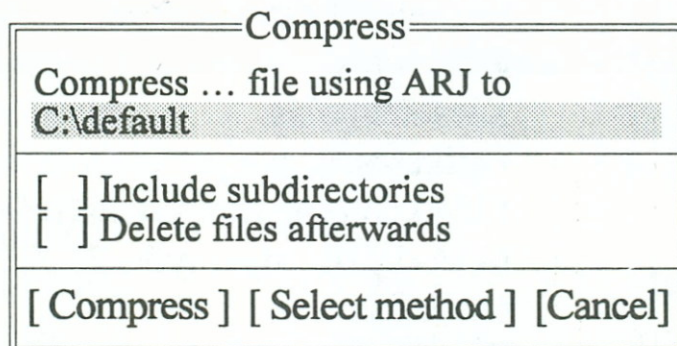 Compress
Compress … file using ARJ to
C:\default
[ ] Include subdirectories
[ ] Delete files afterwards
[ Compress ] [ Select method ] [Cancel]